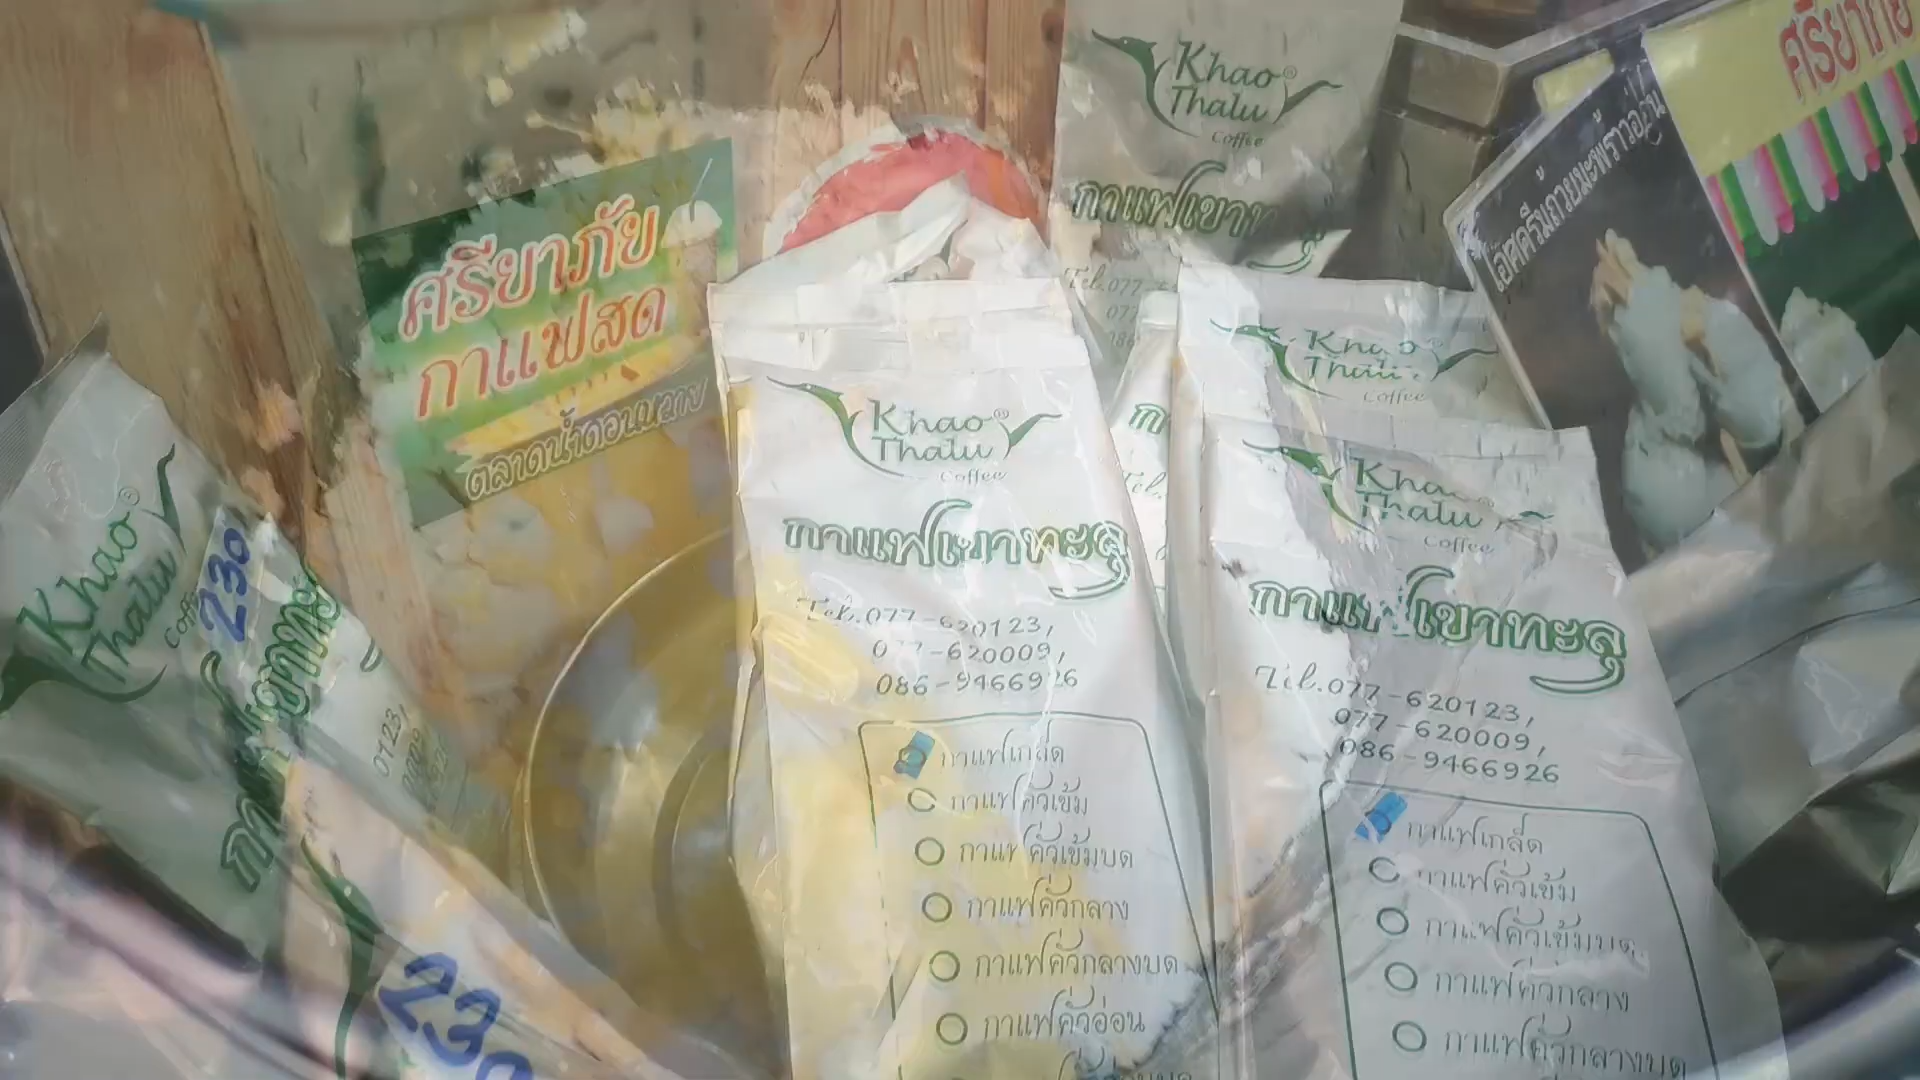 Khao
Thalu
Coffee
Tel.077
ศรียาภัย
กาแฟสด
ตลาดน้ำดอนหวาย
ศรียาภัย
ไอศครีมถวยมะพร้าวอ่อน
Khao
Thalu
Coffee
230
230
Khao®
Thalu
Coffee
กาแฟเขาทะลุ
Tel.077-620123,
077-620009,
086-9466926
กาแฟเกล็ด
กาแฟคั่วเข้ม
กาแฟคั่วเข้มบด
กาแฟคั่วกลาง
กาแฟคั่วกลางบด
กาแฟคั่วอ่อน
Thalu
Coffee
Thalu
Coffee
กาแฟเขาทะลุ
Tel.077-620123,
077-620009,
086-9466926
กาแฟเกล็ด
กาแฟคั่วเข้ม
กาแฟคั่วเข้มบด
กาแฟคั่วกลาง
กาแฟคั่วกลางบด